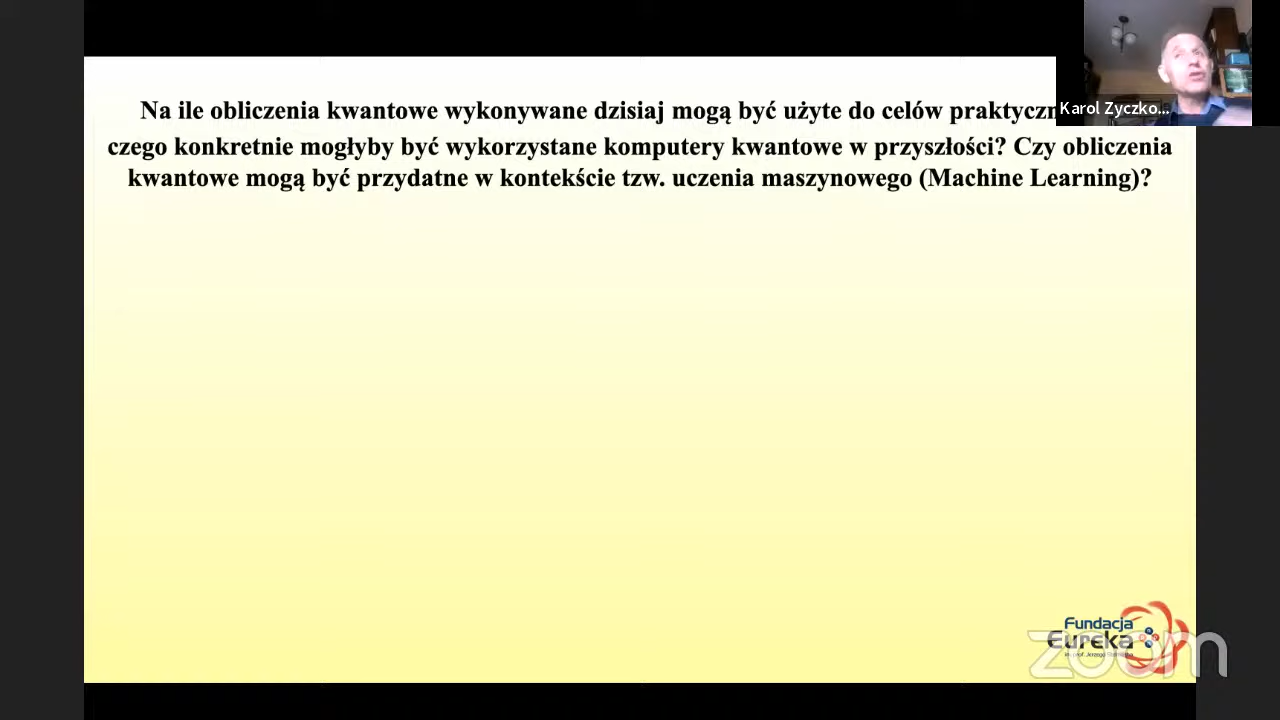 Na ile obliczenia kwantowe wykonywane dzisiaj mogą być użyte do celów
Karol Zyczko...
czego konkretnie mogłyby być wykorzystane komputery kwantowe w przyszłości? Czy obliczenia
kwantowe mogą być przydatne w kontekście tzw. uczenia maszynowego (Machine Learning)?
Fundacja
Eureka
zoom